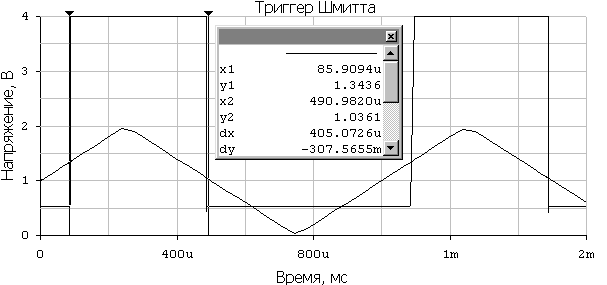 Триггер Шмитта
Напряжение, В
4
3
2
1
0
x1 85.9094u
y1 1.3436
x2 490.9820u
y2 1.0361
dx 405.0726u
dy -307.5655m
0 400u 800u 1m 2m
Время, мс